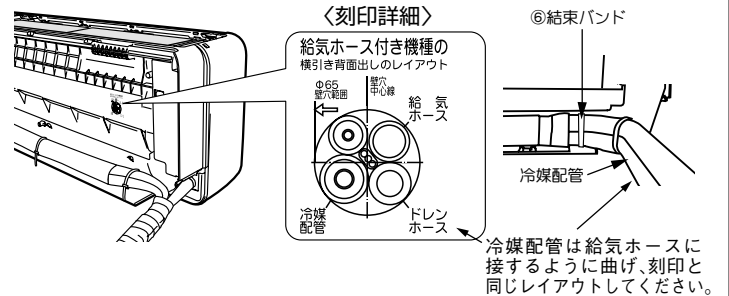 〈刻印詳細〉
給気ホース付き機種の
横引き背面出しのレイアウト
Φ65
壁穴範囲
壁穴
中心線
給気
ホース
冷媒
配管
ドレン
ホース
⑥結束バンド
冷媒配管
冷媒配管は給気ホースに
接するように曲げ、刻印と
同じレイアウトしてください。